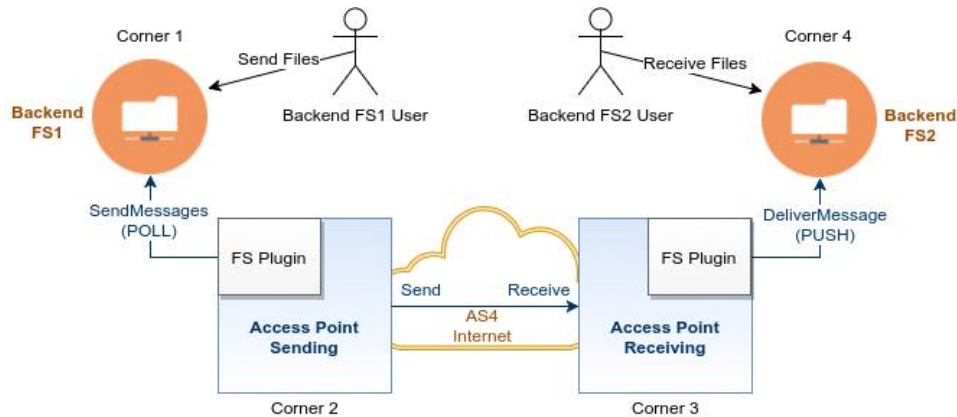 Corner 1
Corner 4
Send Files
Receive Files
Backend
FS1
Backend FS1 User
Backend FS2 User
Backend
FS2
SendMessages
(POLL)
DeliverMessage
(PUSH)
FS Plugin
FS Plugin
Send
Receive
AS4
Internet
Access Point
Sending
Access Point
Receiving
Corner 2
Corner 3